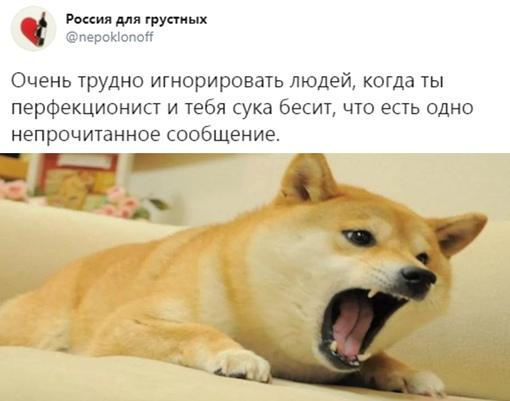 Россия для грустных
@nepoklonoff
Очень трудно игнорировать людей, когда ты
перфекционист и тебя сука бесит, что есть одно
непрочитанное сообщение.